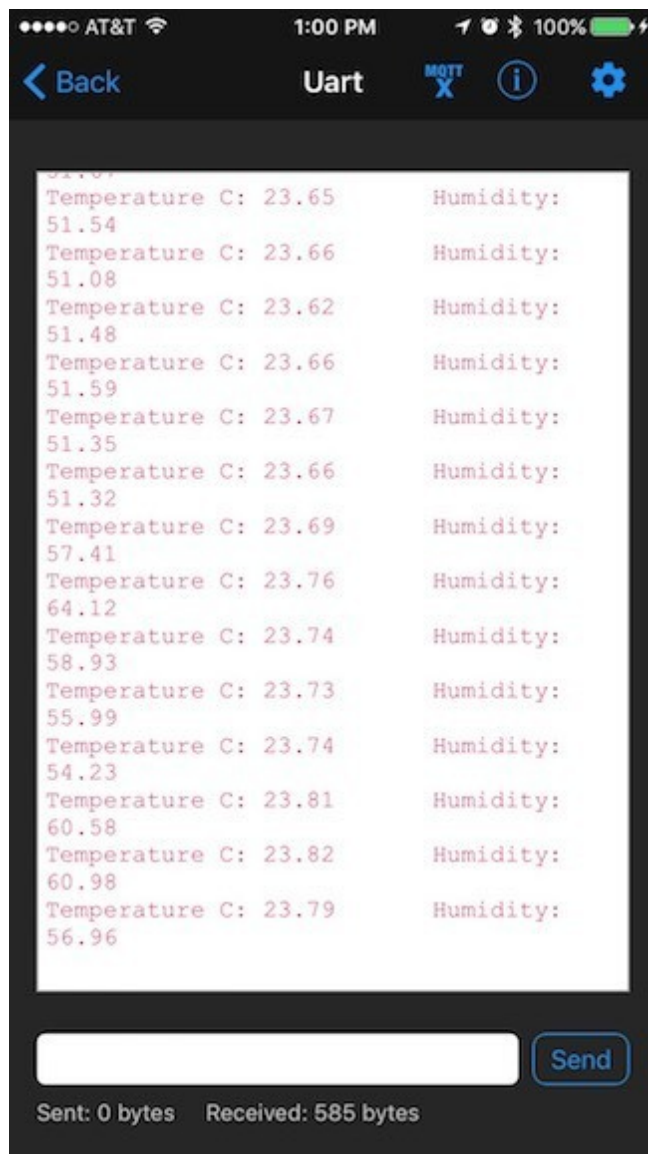 AT&T 1:00 PM 100%
Back Uart MQTT X i
Temperature C: 23.65 Humidity:
51.54
Temperature C: 23.66 Humidity:
51.08
Temperature C: 23.62 Humidity:
51.48
Temperature C: 23.66 Humidity:
51.59
Temperature C: 23.67 Humidity:
51.35
Temperature C: 23.66 Humidity:
51.32
Temperature C: 23.69 Humidity:
57.41
Temperature C: 23.76 Humidity:
64.12
Temperature C: 23.74 Humidity:
58.93
Temperature C: 23.73 Humidity:
55.99
Temperature C: 23.74 Humidity:
54.23
Temperature C: 23.81 Humidity:
60.58
Temperature C: 23.82 Humidity:
60.98
Temperature C: 23.79 Humidity:
56.96
Send
Sent: 0 bytes Received: 585 bytes